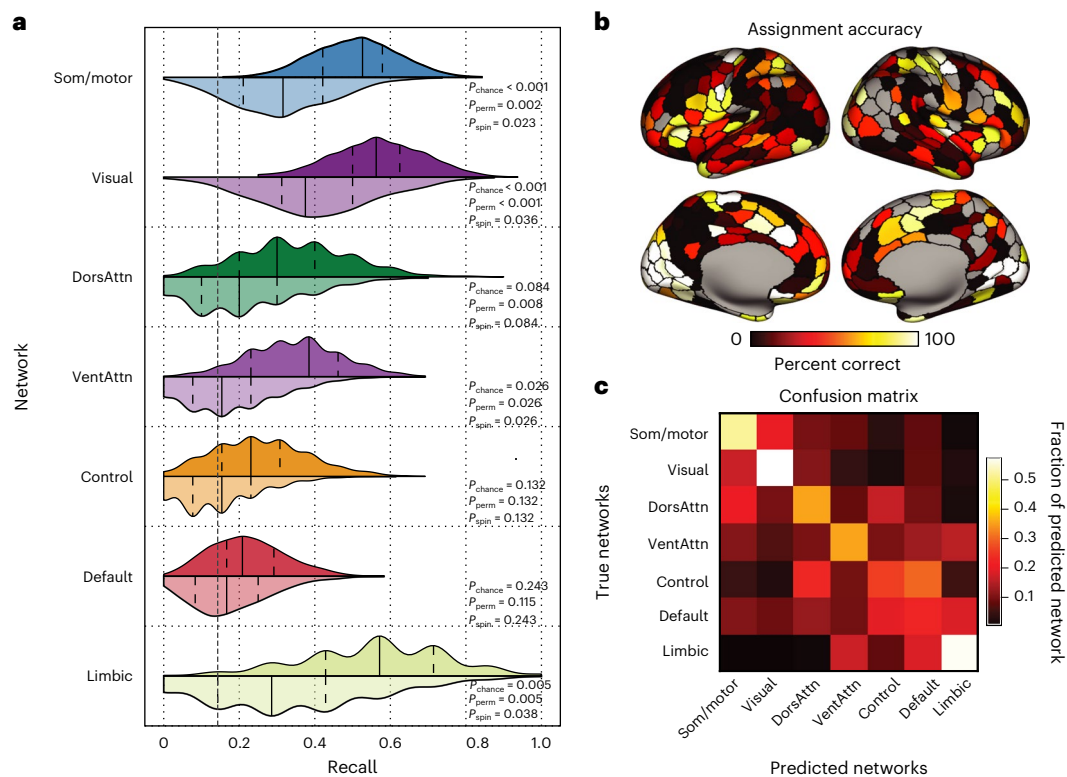 a
Network
Som/motor
P chance < 0.001
P perm = 0.002
P spin = 0.023
Visual
P chance < 0.001
P perm < 0.001
P spin = 0.036
DorsAttn
P chance = 0.084
P perm = 0.008
P spin = 0.084
VentAttn
P chance = 0.026
P perm = 0.026
P spin = 0.026
Control
P chance = 0.132
P perm = 0.132
P spin = 0.132
Default
P chance = 0.243
P perm = 0.115
P spin = 0.243
Limbic
P chance = 0.005
P perm = 0.005
P spin = 0.038
0 0.2 0.4 0.6 0.8 1.0
Recall
b
Assignment accuracy
0 100
Percent correct
c
Confusion matrix
True networks
Som/motor
Visual
DorsAttn
VentAttn
Control
Default
Limbic
Som/motor Visual DorsAttn VentAttn Control Default Limbic
Predicted networks
0.5
0.4
0.3
0.2
0.1
Fraction of predicted network